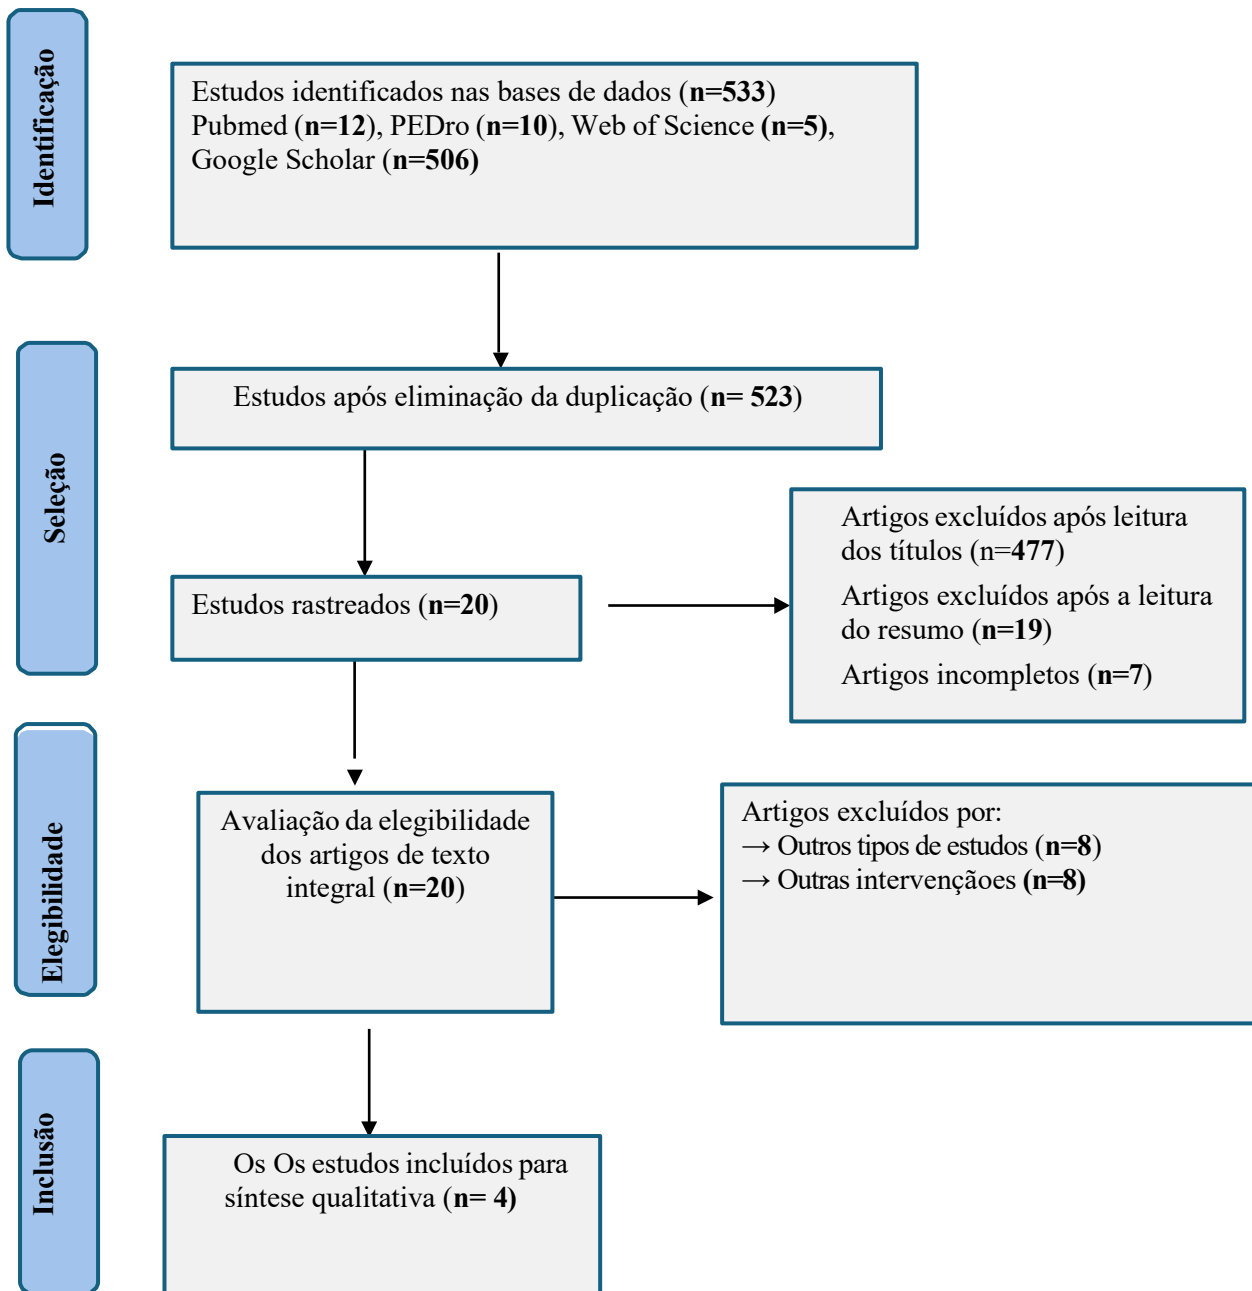 Identificação
Estudos identificados nas bases de dados (n=533)
Pubmed (n=12), PEDro (n=10), Web of Science (n=5),
Google Scholar (n=506)
Seleção
Estudos após eliminação da duplicação (n= 523)
Estudos rastreados (n=20)
Artigos excluídos após leitura
dos títulos (n=477)
Artigos excluídos após a leitura
do resumo (n=19)
Artigos incompletos (n=7)
Elegibilidade
Avaliação da elegibilidade
dos artigos de texto
integral (n=20)
Artigos excluídos por:
→ Outros tipos de estudos (n=8)
→ Outras intervençãoes (n=8)
Inclusão
Os Os estudos incluídos para
síntese qualitativa (n= 4)